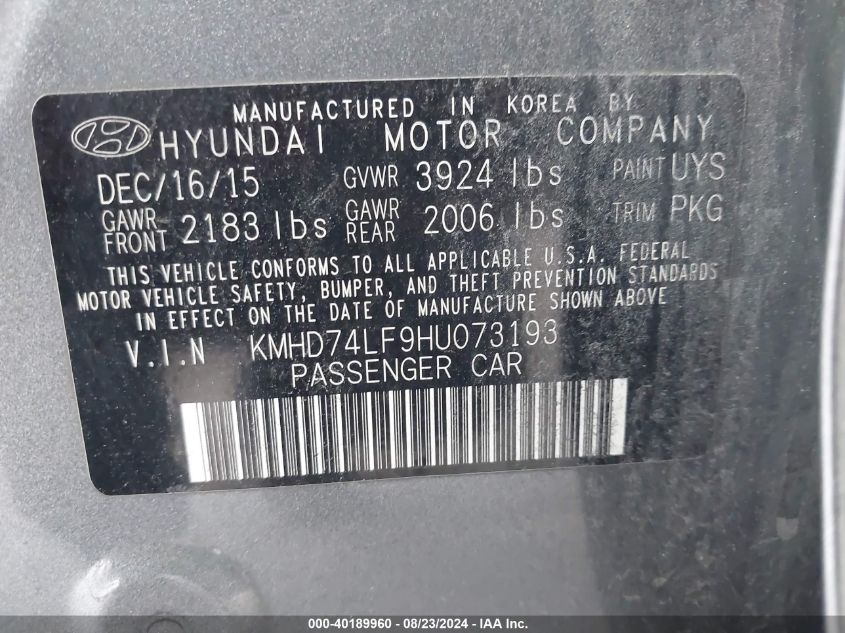 MANUFACTURED IN KOREA BY
HYUNDAI MOTOR COMPANY
DEC/16/15 GVWR 3924 lbs PAINT UYS
GAWR FRONT 2183 lbs GAWR REAR 2006 lbs TRIM PKG
THIS VEHICLE CONFORMS TO ALL APPLICABLE U.S.A. FEDERAL
MOTOR VEHICLE SAFETY, BUMPER, AND THEFT PREVENTION STANDARDS
IN EFFECT ON THE DATE OF MANUFACTURE SHOWN ABOVE
V.I.N KMHD74LF9HU073193
PASSENGER CAR
000-40189960 - 08/23/2024 - IAA Inc.